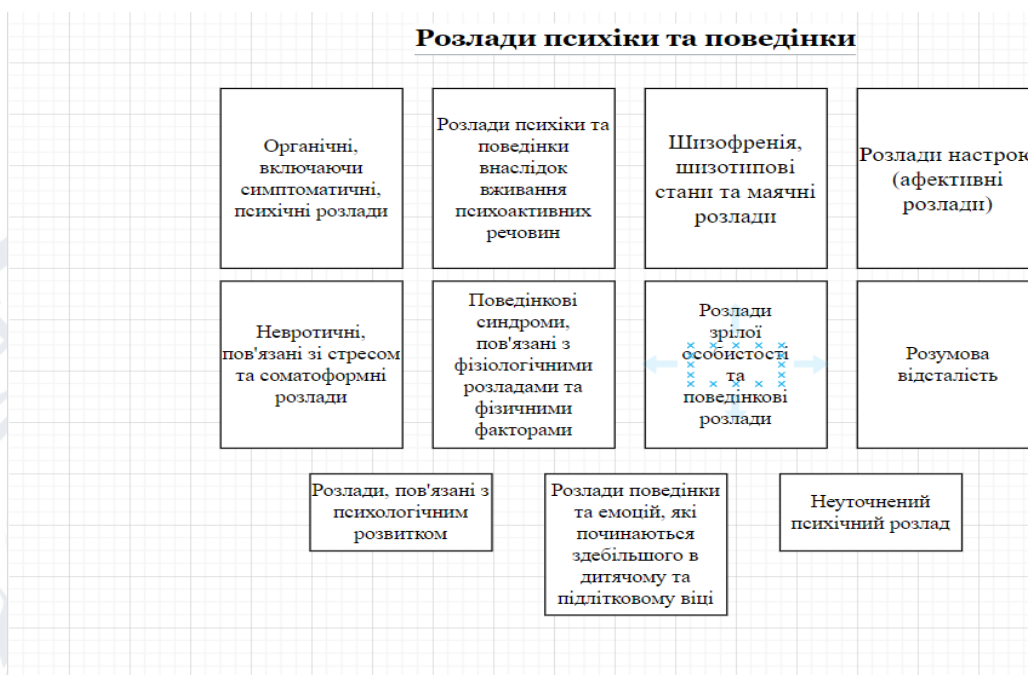 Розлади психіки та поведінки
Органічні,
включаючи
симптоматичні,
психічні розлади
Розлади психіки та
поведінки
внаслідок
вживання
психоактивних
речовин
Шизофренія,
шизотипові
стани та маячні
розлади
Розлади настрою
(афективні
розлади)
Невротичні,
пов'язані зі стресом
та соматоформні
розлади
Поведінкові
синдроми,
пов'язані з
фізіологічними
розладами та
фізичними
факторами
Розлади
зрілої
особистості
та
поведінкові
розлади
Розумова
відсталість
Розлади, пов'язані з
психологічним
розвитком
Розлади поведінки
та емоцій, які
починаються
здебільшого в
дитячому та
підлітковому віці
Неуточнений
психічний розлад